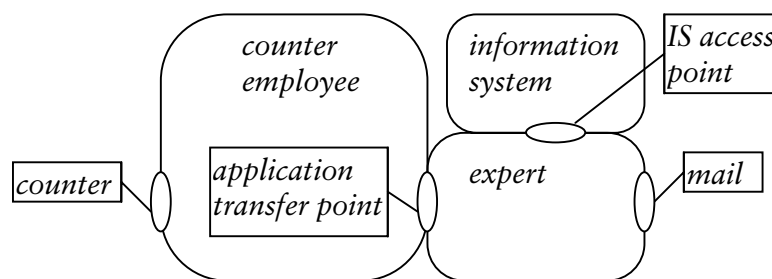 counter
employee
information
system
IS access
point
counter
application
transfer point
expert
mail